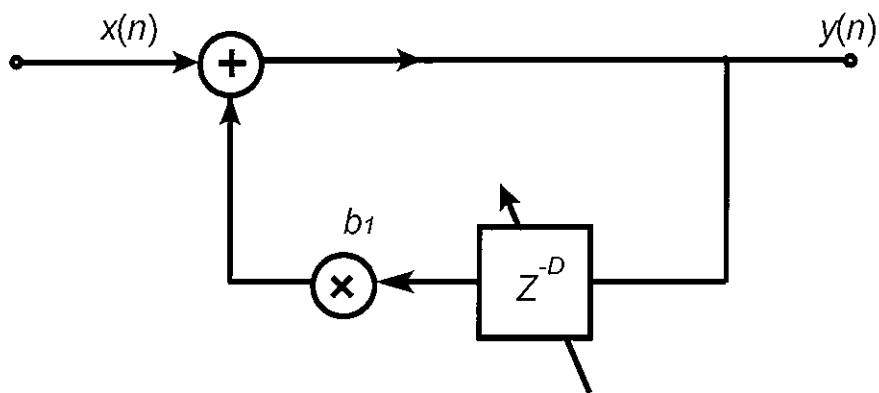 x(n)
y(n)
+
b₁
×
Z⁻ᴰ